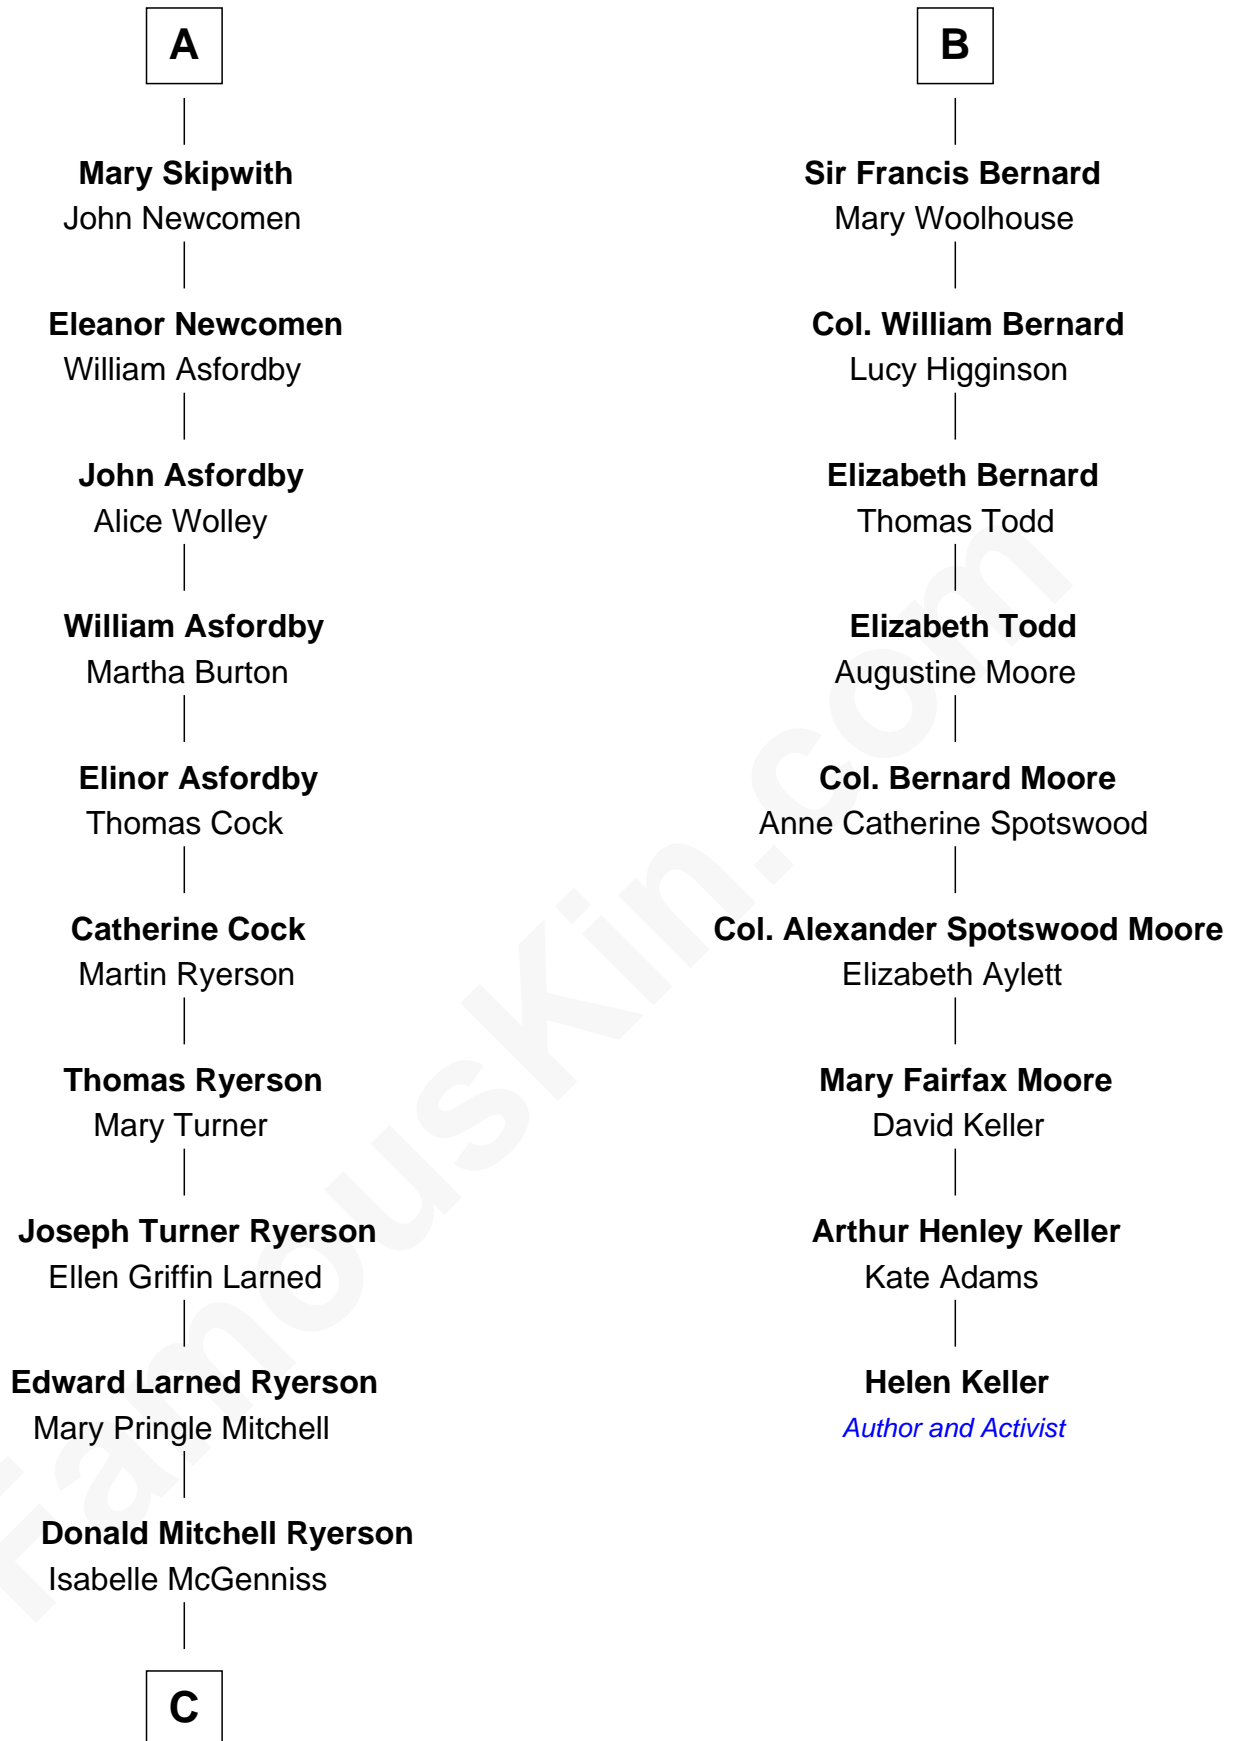 A
Mary Skipwith
John Newcomen
Eleanor Newcomen
William Asfordby
John Asfordby
Alice Wolley
William Asfordby
Martha Burton
Elinor Asfordby
Thomas Cock
Catherine Cock
Martin Ryerson
Thomas Ryerson
Mary Turner
Joseph Turner Ryerson
Ellen Griffin Larned
Edward Larned Ryerson
Mary Pringle Mitchell
Donald Mitchell Ryerson
Isabelle McGenniss
C
B
Sir Francis Bernard
Mary Woolhouse
Col. William Bernard
Lucy Higginson
Elizabeth Bernard
Thomas Todd
Elizabeth Todd
Augustine Moore
Col. Bernard Moore
Anne Catherine Spotswood
Col. Alexander Spotswood Moore
Elizabeth Aylett
Mary Fairfax Moore
David Keller
Arthur Henley Keller
Kate Adams
Helen Keller
Author and Activist
FamousKin.com